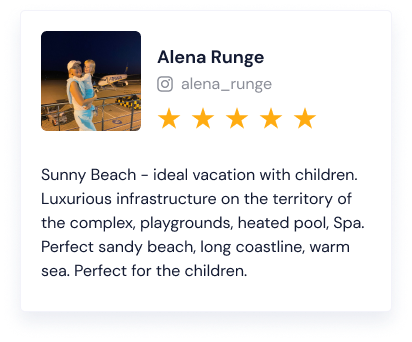 Alena Runge
alena_runge
Sunny Beach - ideal vacation with children.
Luxurious infrastructure on the territory of
the complex, playgrounds, heated pool, Spa.
Perfect sandy beach, long coastline, warm
sea. Perfect for the children.